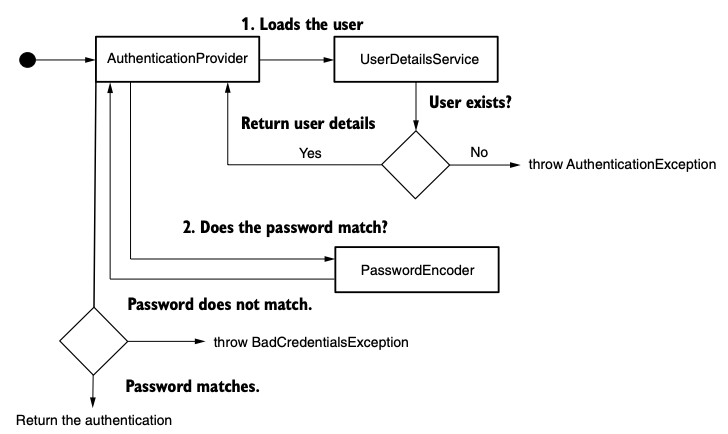 1. Loads the user
AuthenticationProvider
UserDetailsService
User exists?
Return user details
Yes
No
throw AuthenticationException
2. Does the password match?
PasswordEncoder
Password does not match.
throw BadCredentialsException
Password matches.
Return the authentication